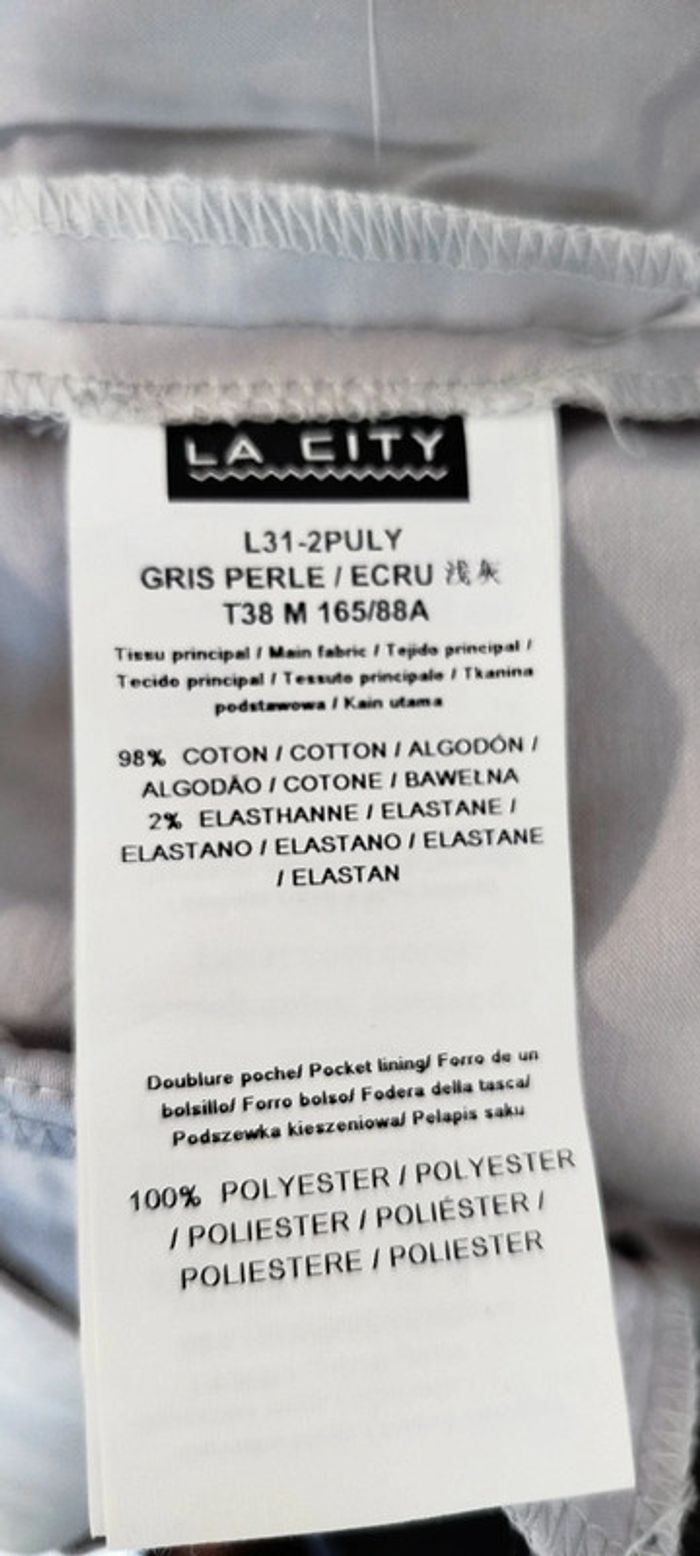 LA CITY
L31-2PULY
GRIS PERLE / ECRU 浅灰
T38 M 165/88A
Tissu principal / Main fabric / Tejido principal /
Tecido principal / Tessuto principale / Tkanina
podstawowa / Kain utama
98% COTON / COTTON / ALGODÓN /
ALGODÃO / COTONE / BAWEŁNA
2% ELASTHANNE / ELASTANE /
ELASTANO / ELASTANO / ELASTANE
/ ELASTAN
Doublure poche/ Pocket lining/ Forro de un
bolsillo/ Forro bolso/ Fodera della tasca/
Podszewka kieszeniowa/ Pelapis saku
100% POLYESTER / POLYESTER
/ POLIESTER / POLIÉSTER /
POLIESTERE / POLIESTER